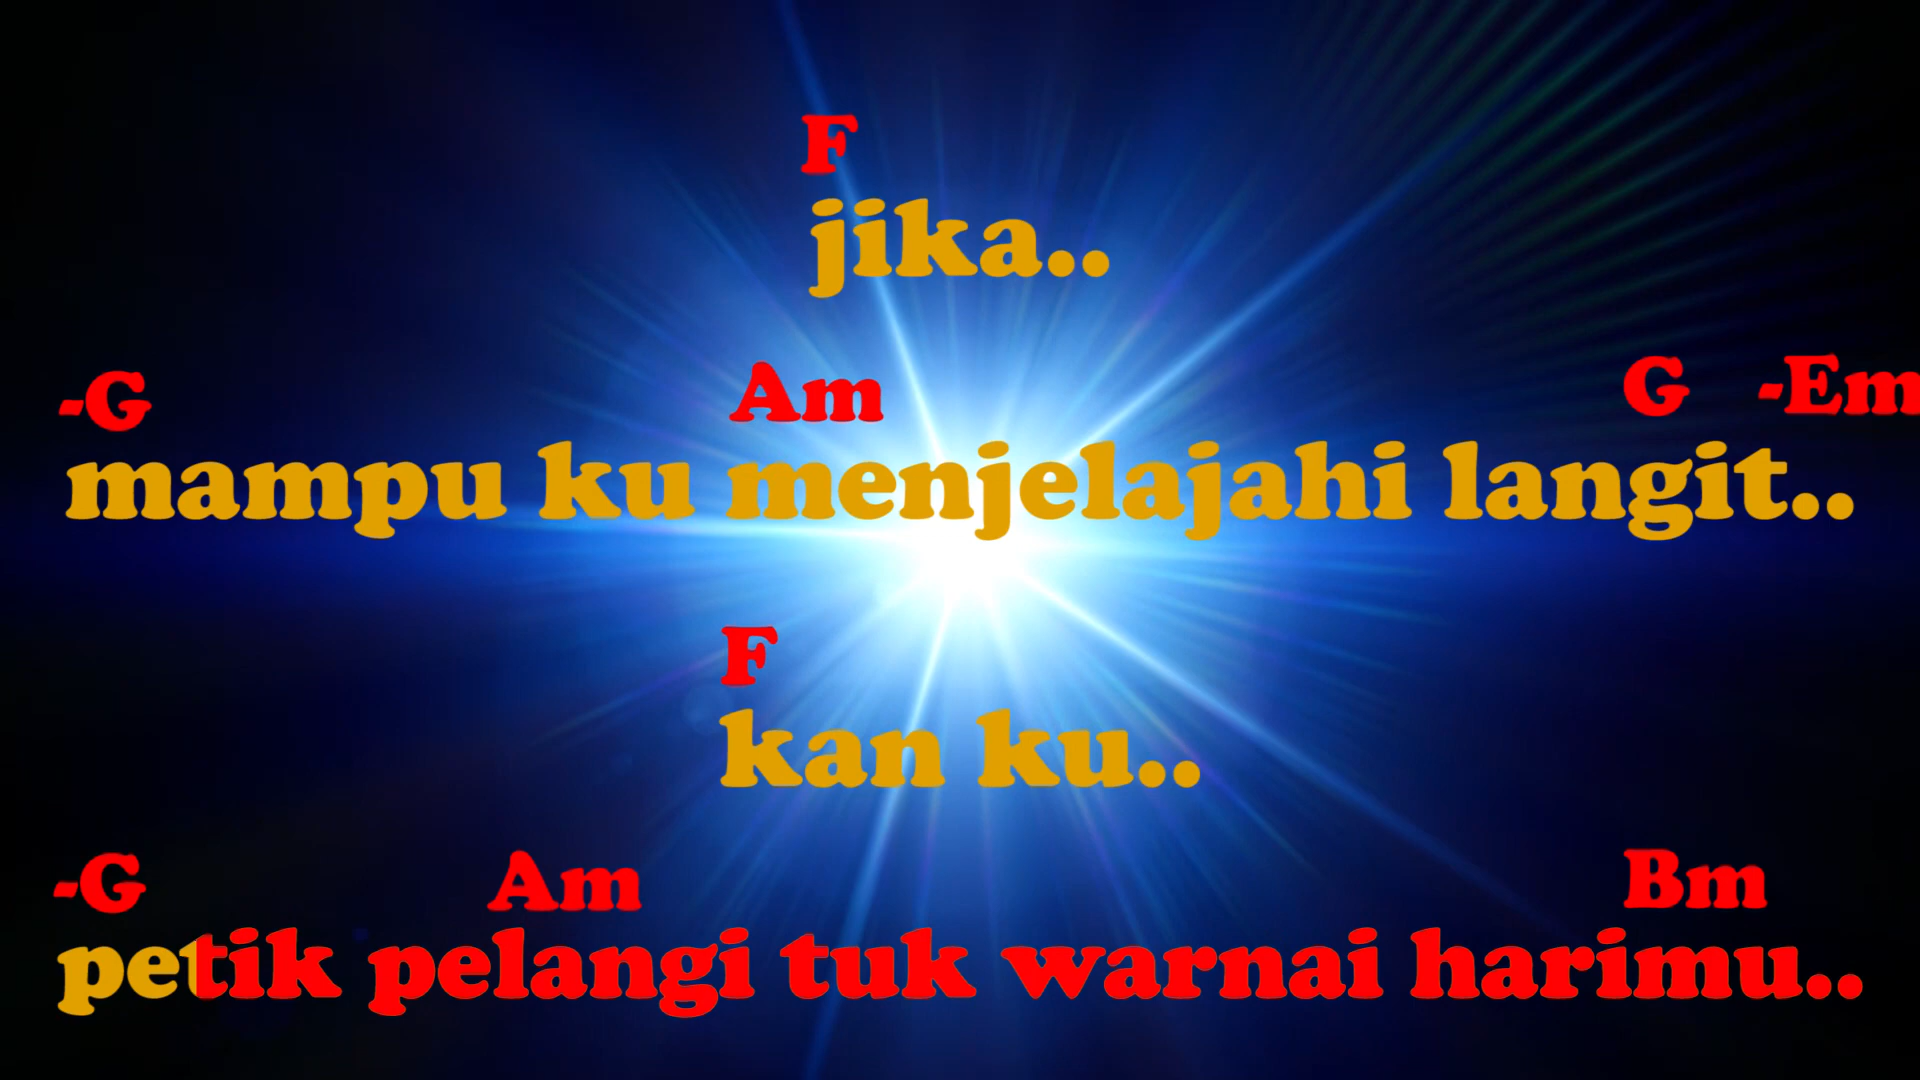 F
jika..
-G Am G -Em
mampu ku menjelajahi langit..
F
kan ku..
-G Am Bm
petik pelangi tuk warnai harimu..